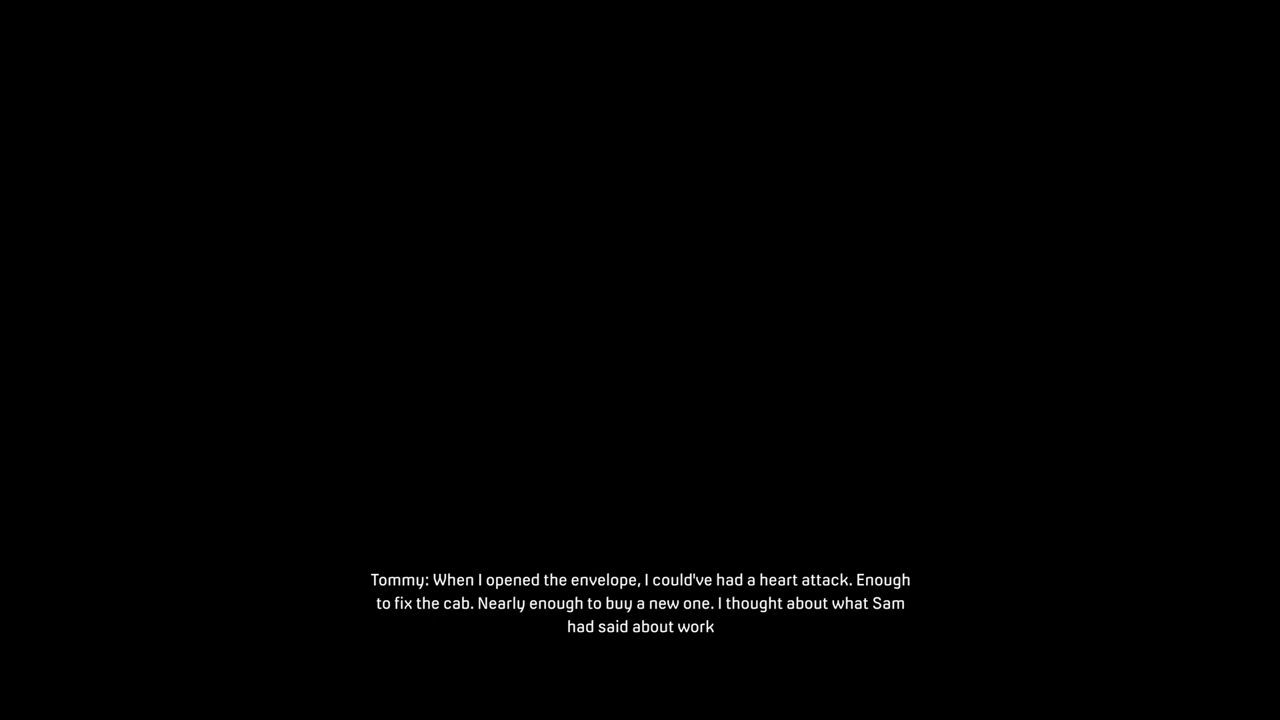 Tommy: When I opened the envelope, I could've had a heart attack. Enough
to fix the cab. Nearly enough to buy a new one. I thought about what Sam
had said about work